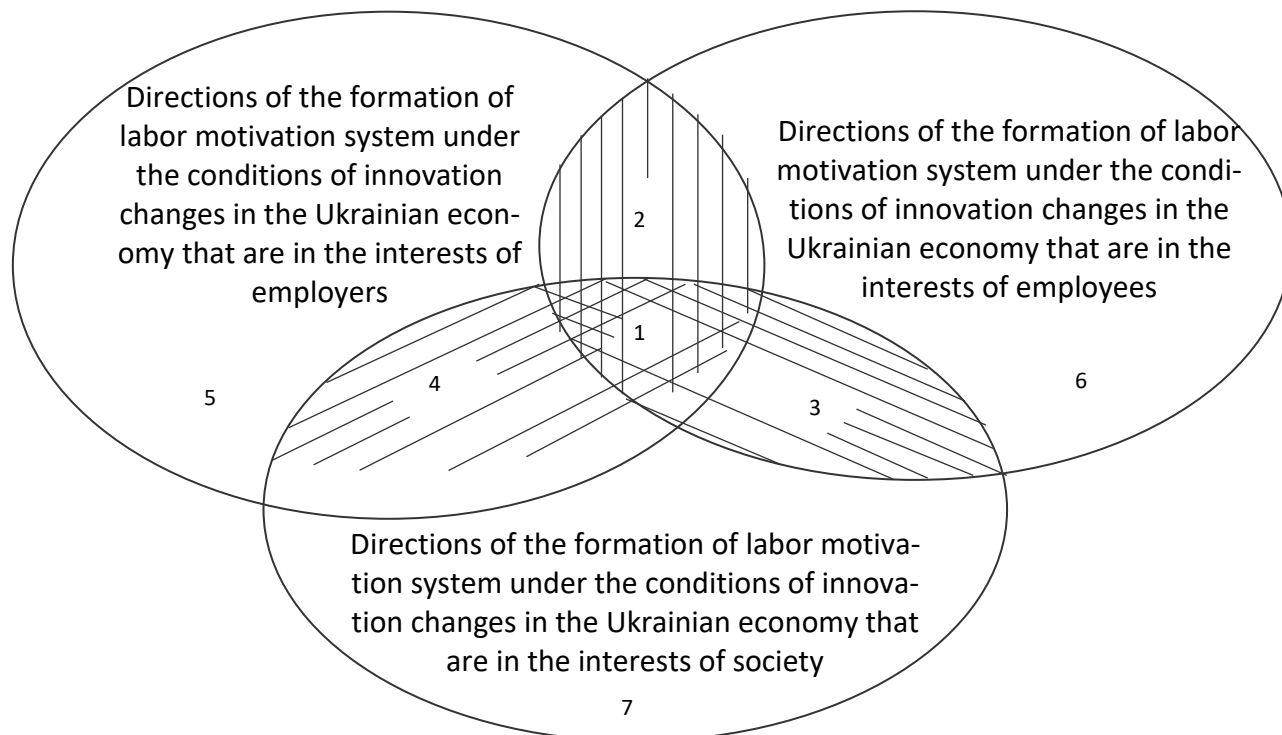 Directions of the formation of
labor motivation system under
the conditions of innovation
changes in the Ukrainian econ-
omy that are in the interests of
employers
Directions of the formation of labor
motivation system under the condi-
tions of innovation changes in the
Ukrainian economy that are in the
interests of employees
2
1
4
3
5
6
Directions of the formation of labor motiva-
tion system under the conditions of innova-
tion changes in the Ukrainian economy that
are in the interests of society
7